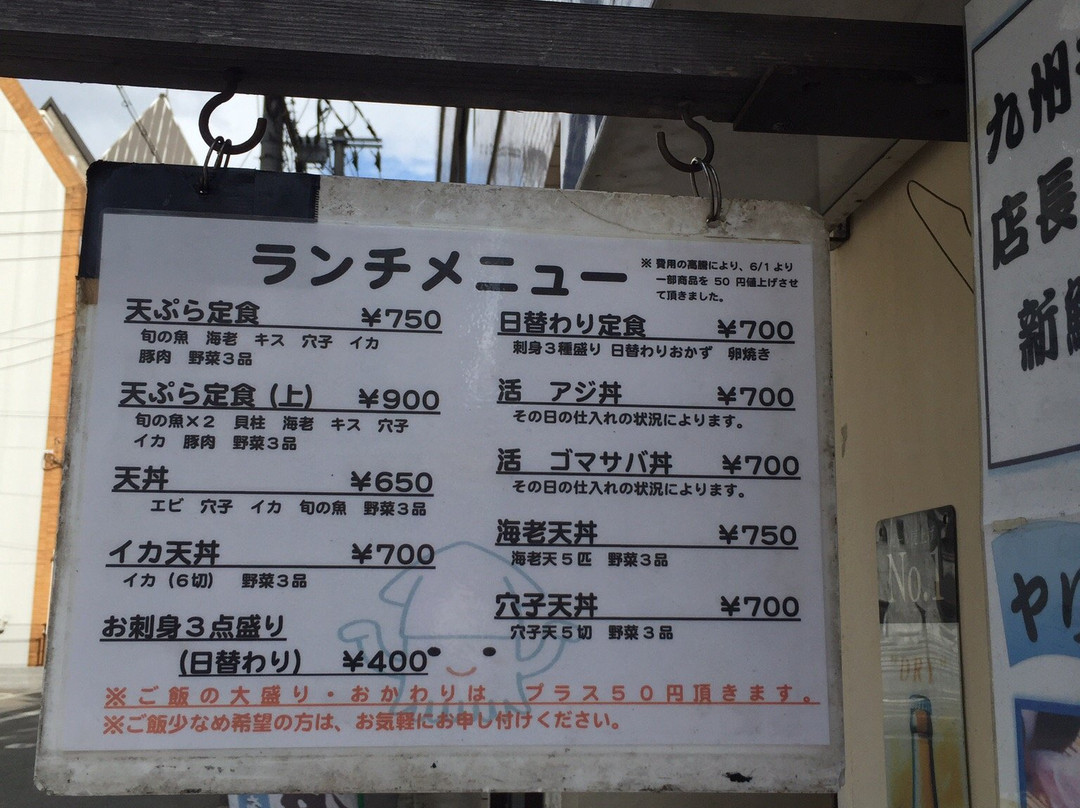 ランチメニュー
※ 費用の高騰により、6/1 より
一部商品を 50 円値上げさせ
て頂きました。
天ぷら定食 ¥750
旬の魚 海老 キス 穴子 イカ
豚肉 野菜3品
天ぷら定食 (上) ¥900
旬の魚×2 貝柱 海老 キス 穴子
イカ 豚肉 野菜3品
天丼 ¥650
エビ 穴子 イカ 旬の魚 野菜3品
イカ天丼 ¥700
イカ (6切) 野菜3品
お刺身3点盛り
(日替わり) ¥400
日替わり定食 ¥700
刺身3種盛り 日替わりおかず 卵焼き
活 アジ丼 ¥700
その日の仕入れの状況によります。
活 ゴマサバ丼 ¥700
その日の仕入れの状況によります。
海老天丼 ¥750
海老天5匹 野菜3品
穴子天丼 ¥700
穴子天5切 野菜3品
※ご飯の大盛り・おかわりは、プラス50円頂きます。
※ご飯少なめ希望の方は、お気軽にお申し付けください。
九州
店長
新
No.1
"DRY"
ヤリ